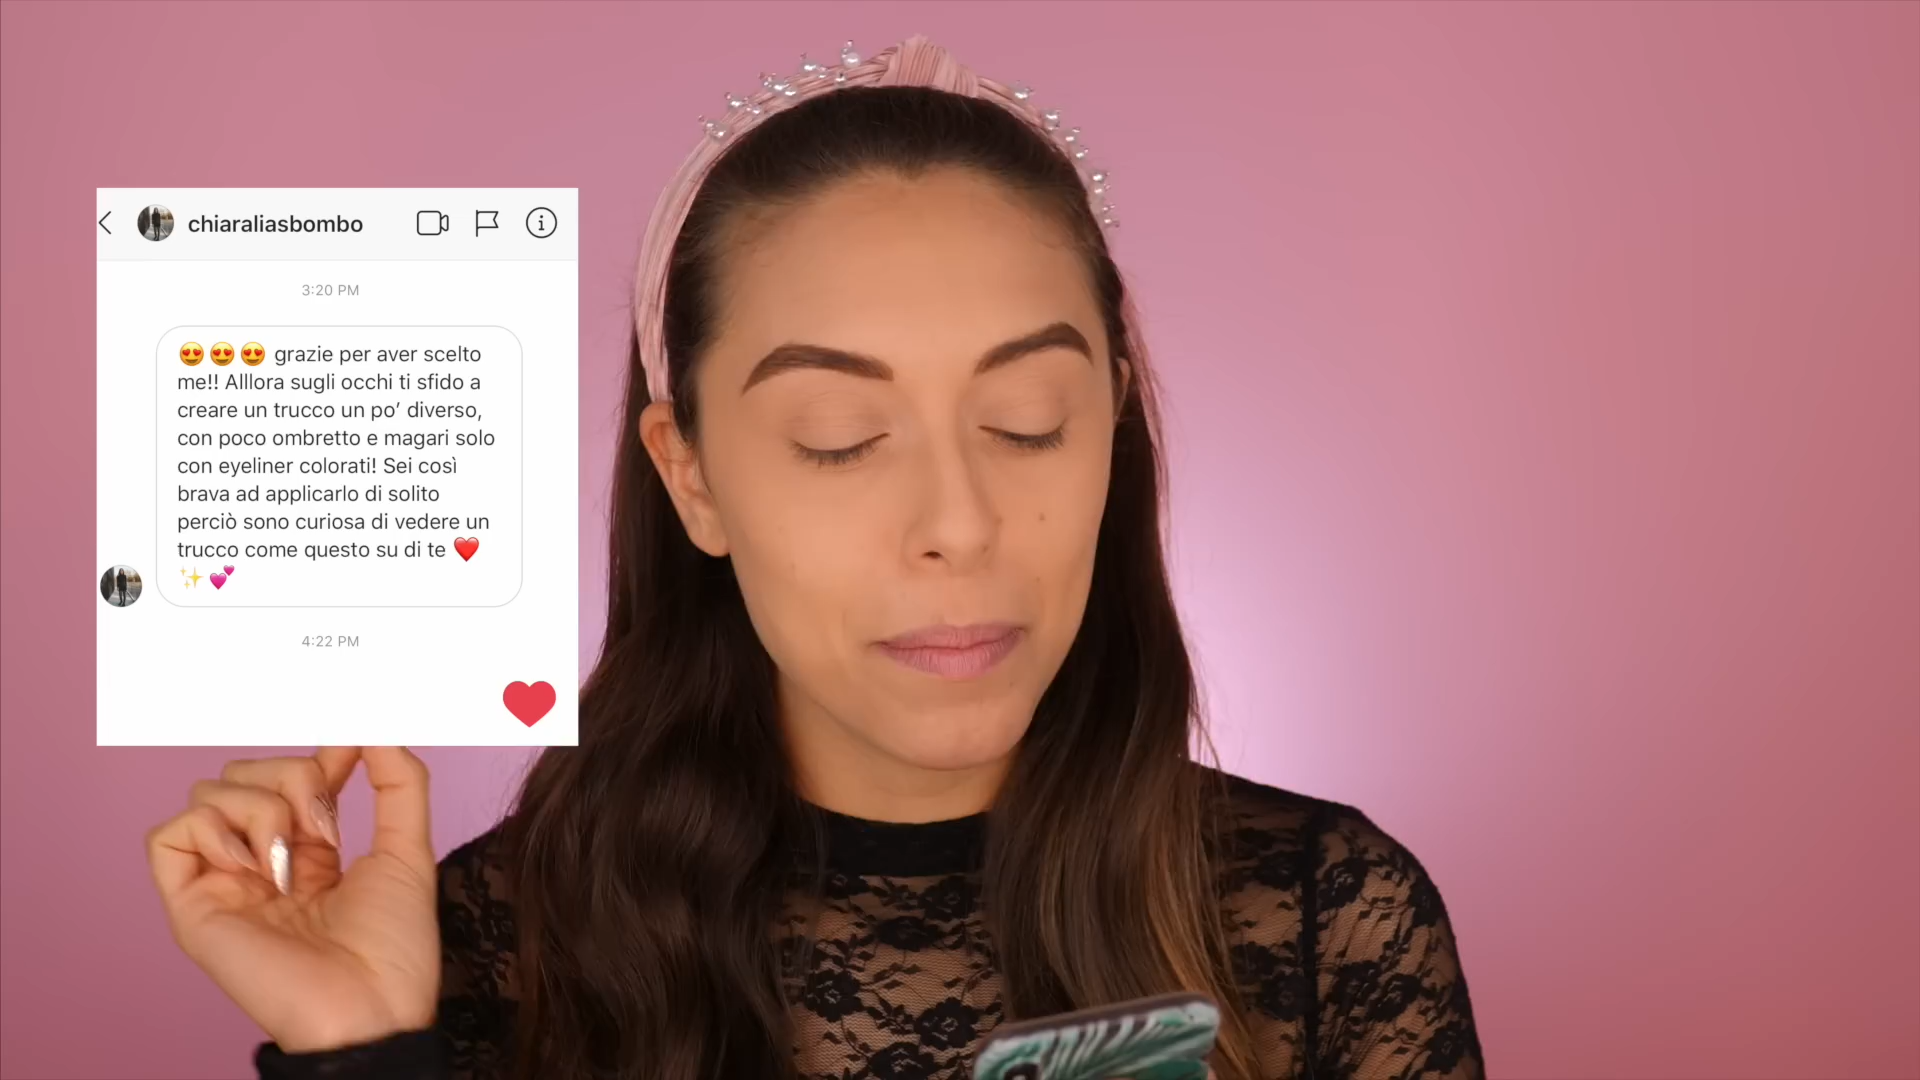 chiaraliasbombo
3:20 PM
😍😍😍 grazie per aver scelto
me!! Alllora sugli occhi ti sfido a
creare un trucco un po’ diverso,
con poco ombretto e magari solo
con eyeliner colorati! Sei così
brava ad applicarlo di solito
perciò sono curiosa di vedere un
trucco come questo su di te ❤️
✨💕
4:22 PM